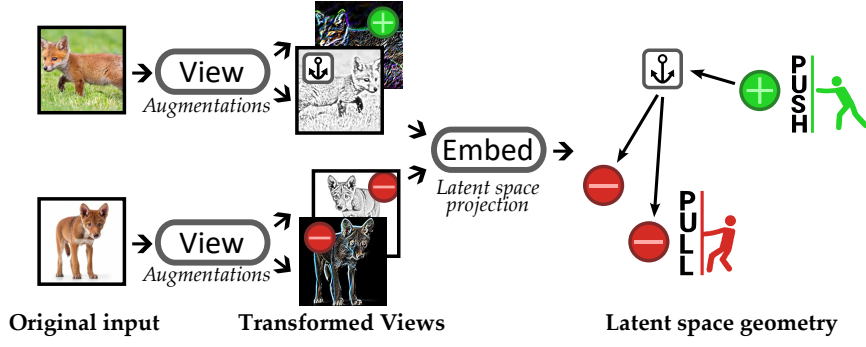 View
Augmentations
PUSH
Embed
Latent space
projection
View
Augmentations
PULL
Original input
Transformed Views
Latent space geometry